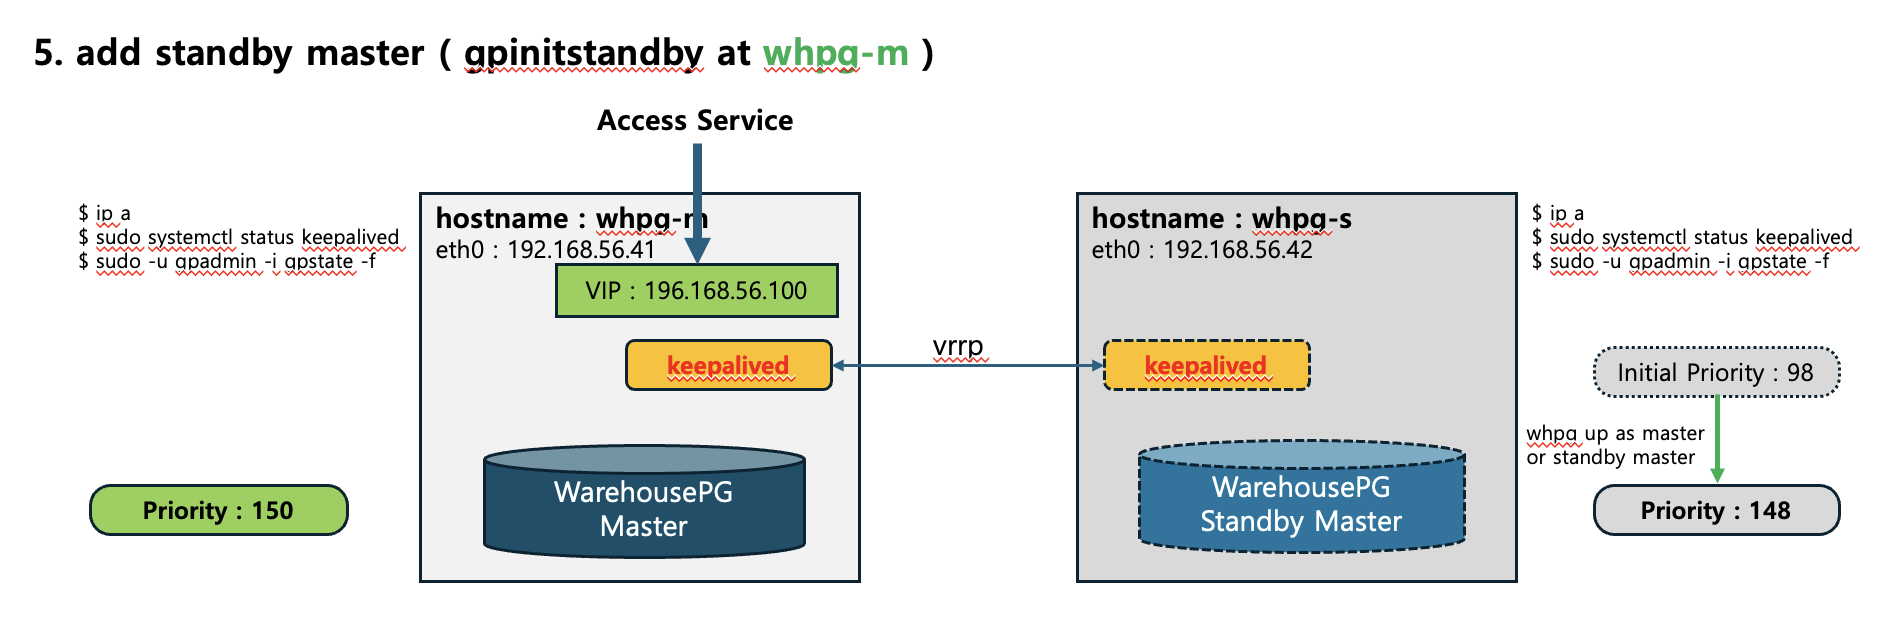 5. add standby master ( gpinitstandby at whpg-m )
Access Service
$ ip a
$ sudo systemctl status keepalived
$ sudo -u gpadmin -i gpstate -f
hostname : whpg-m
eth0 : 192.168.56.41
VIP : 196.168.56.100
keepalived
WarehousePG
Master
Priority : 150
vrrp
hostname : whpg-s
eth0 : 192.168.56.42
keepalived
WarehousePG
Standby Master
$ ip a
$ sudo systemctl status keepalived
$ sudo -u gpadmin -i gpstate -f
Initial Priority : 98
whpg up as master
or standby master
Priority : 148